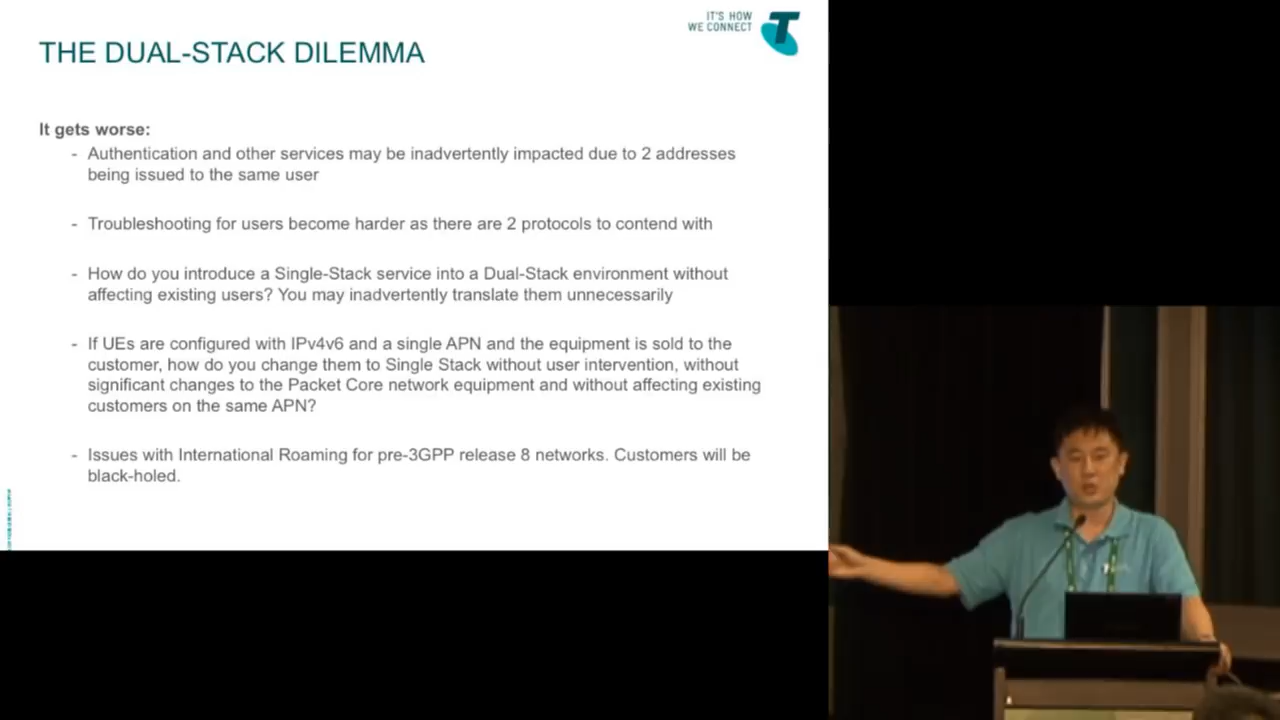 IT'S HOW
WE CONNECT
THE DUAL-STACK DILEMMA
It gets worse:
- Authentication and other services may be inadvertently impacted due to 2 addresses
being issued to the same user
- Troubleshooting for users become harder as there are 2 protocols to contend with
- How do you introduce a Single-Stack service into a Dual-Stack environment without
affecting existing users? You may inadvertently translate them unnecessarily
- If UEs are configured with IPv4v6 and a single APN and the equipment is sold to the
customer, how do you change them to Single Stack without user intervention, without
significant changes to the Packet Core network equipment and without affecting existing
customers on the same APN?
- Issues with International Roaming for pre-3GPP release 8 networks. Customers will be
black-holed.